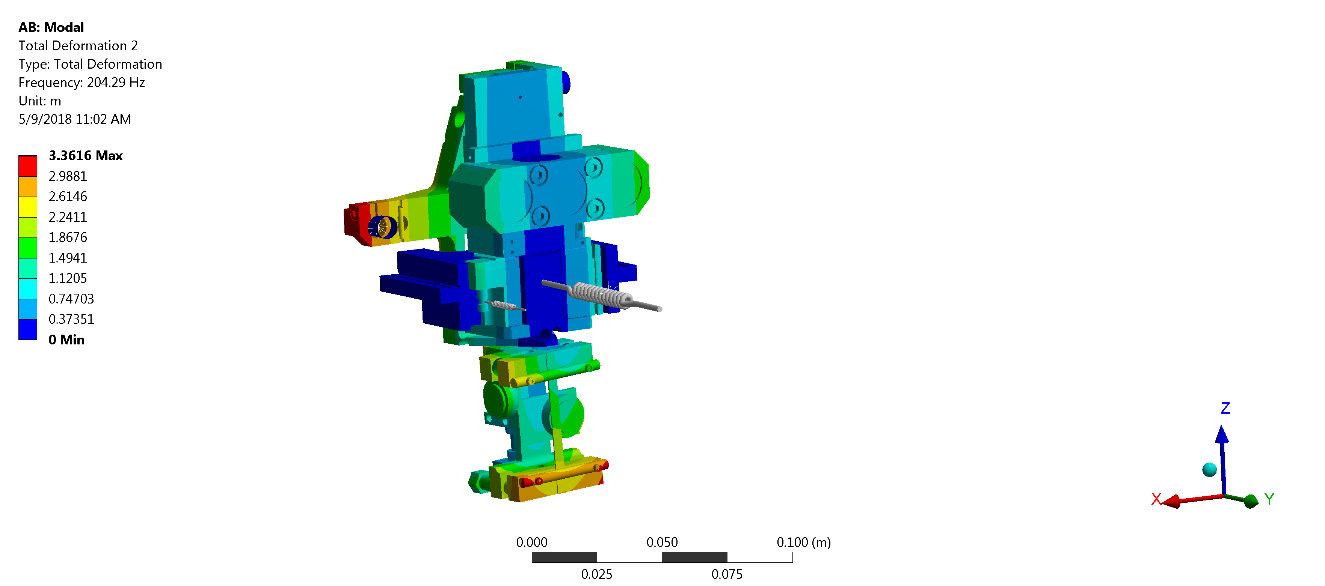 AB: Modal
Total Deformation 2
Type: Total Deformation
Frequency: 204.29 Hz
Unit: m
5/9/2018 11:02 AM
3.3616 Max
2.9881
2.6146
2.2411
1.8676
1.4941
1.1205
0.74703
0.37351
0 Min
Z
X
Y
0.000 0.050 0.100 (m)
0.025 0.075